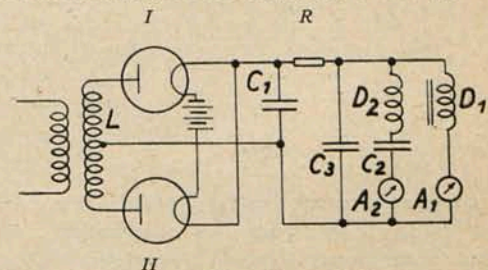 I R
L C₁ D₂ D₁
C₃ C₂
A₂ A₁
II